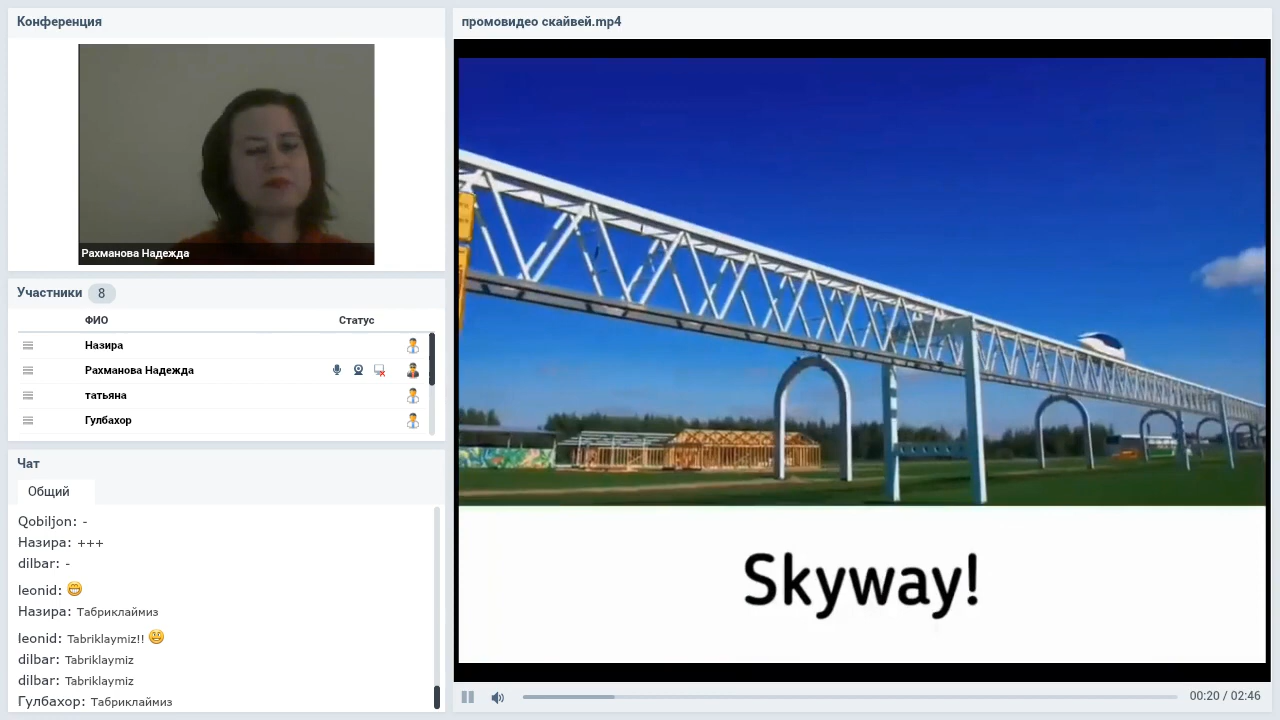 Конференция
Рахманова Надежда
Участники 8
ФИО Статус
Назира
Рахманова Надежда
татьяна
Гулбахор
Чат
Общий
Qobiljon: -
Назира: +++
dilbar: -
leonid:
Назира: Табриклаймиз
leonid: Tabriklaymiz!!
dilbar: Tabriklaymiz
dilbar: Tabriklaymiz
Гулбахор: Табриклаймиз
промовидео скайвей.mp4
Skyway!
00:20 / 02:46